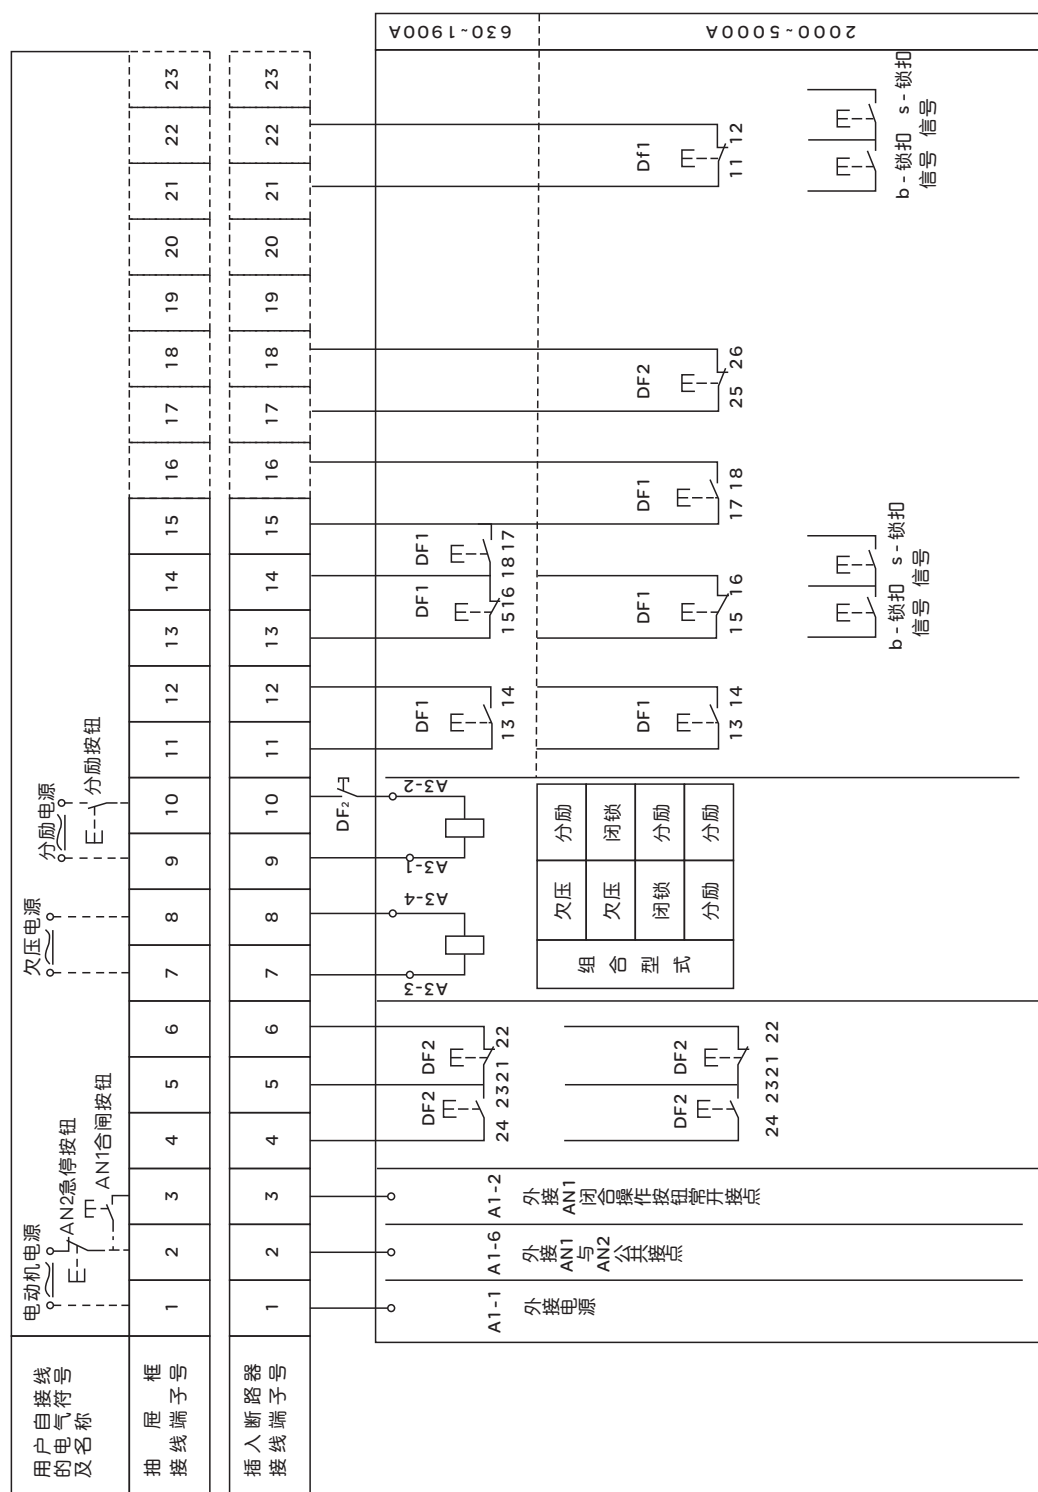 630~1900A
2000~5000A
用户自接线
的电气符号
及名称
电动机电源
AN2急停按钮
AN1合闸按钮
欠压电源
分励电源
分励按钮
抽屉框
接线端子号
1
2
3
4
5
6
7
8
9
10
11
12
13
14
15
16
17
18
19
20
21
22
23
插入断路器
接线端子号
1
2
3
4
5
6
7
8
9
10
11
12
13
14
15
16
17
18
19
20
21
22
23
A1-1
外接电源
A1-6
外接
AN1
与
AN2
公共接点
A1-2
外接
AN1
闭合操作按钮常开接点
DF2
DF2
24 2321 22
DF2
DF2
24 2321 22
A3-3
A3-4
A3-1
A3-2
DF₂
组合型式
欠压
分励
欠压
闭锁
闭锁
分励
分励
分励
DF1
13 14
DF1
13 14
DF1
DF1
1516 1817
DF1
15 16
DF1
17 18
DF2
25 26
Df1
11 12
b-锁扣
信号
s-锁扣
信号
b-锁扣
信号
s-锁扣
信号